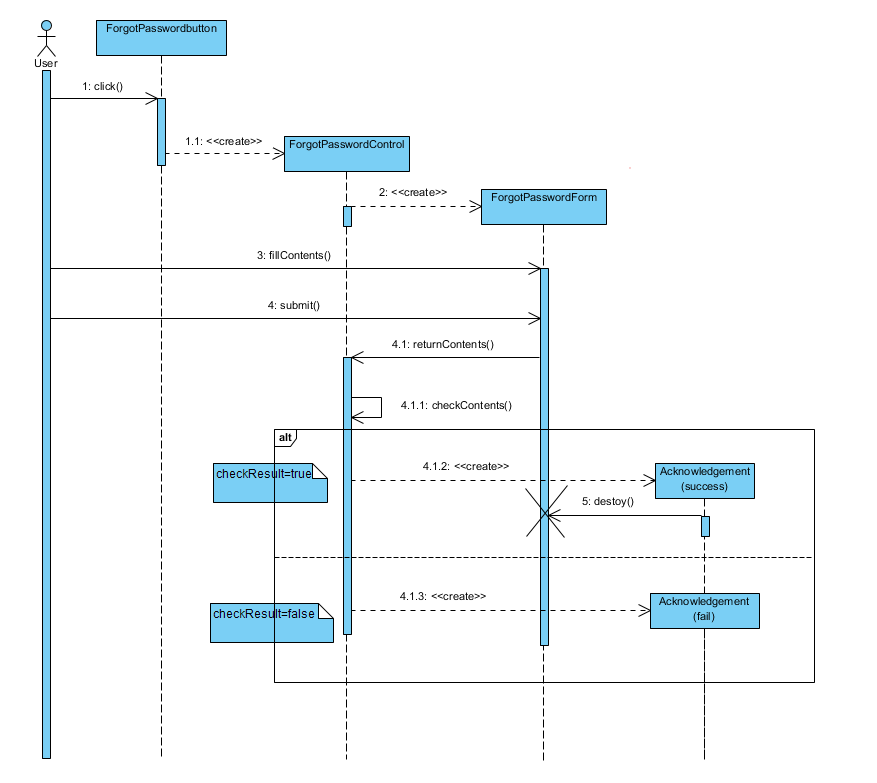 ForgotPasswordbutton
User
1: click()
1.1: <<create>>
ForgotPasswordControl
2: <<create>>
ForgotPasswordForm
3: fillContents()
4: submit()
4.1: returnContents()
4.1.1: checkContents()
alt
checkResult=true
4.1.2: <<create>>
Acknowledgement
(success)
5: destoy()
checkResult=false
4.1.3: <<create>>
Acknowledgement
(fail)